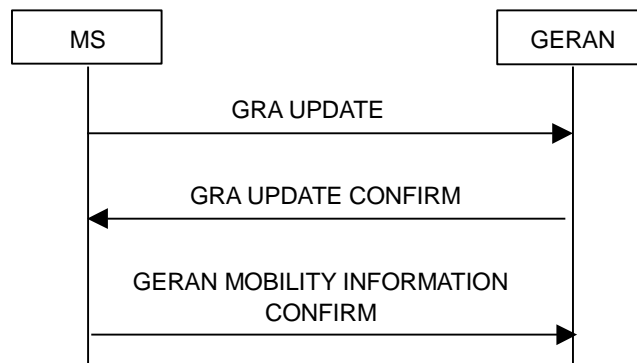 MS
GERAN
GRA UPDATE
GRA UPDATE CONFIRM
GERAN MOBILITY INFORMATION
CONFIRM